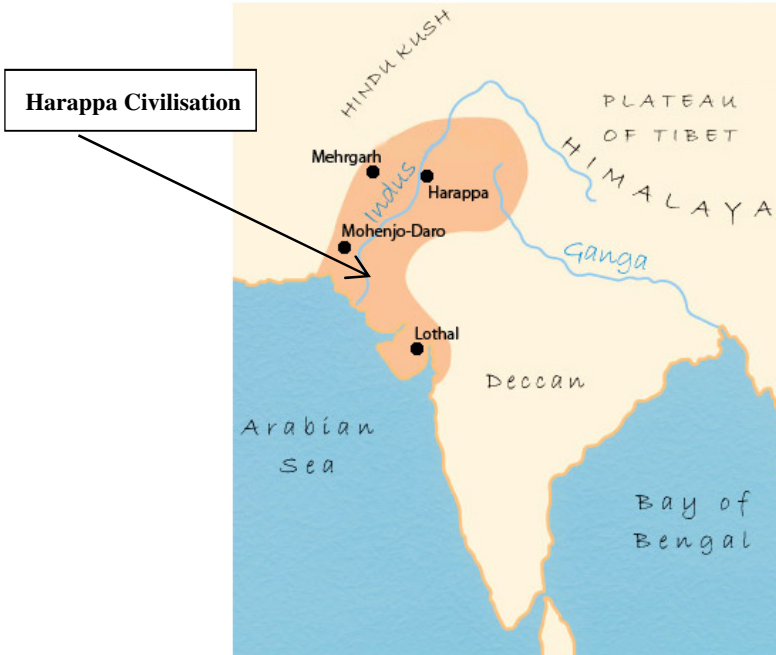 Harappa Civilisation
HINDU KUSH
PLATEAU
OF TIBET
HIMALAYA
Mehrgarh
Indus
Harappa
Mohenjo-Daro
Ganga
Lothal
Deccan
Arabian
Sea
Bay of
Bengal